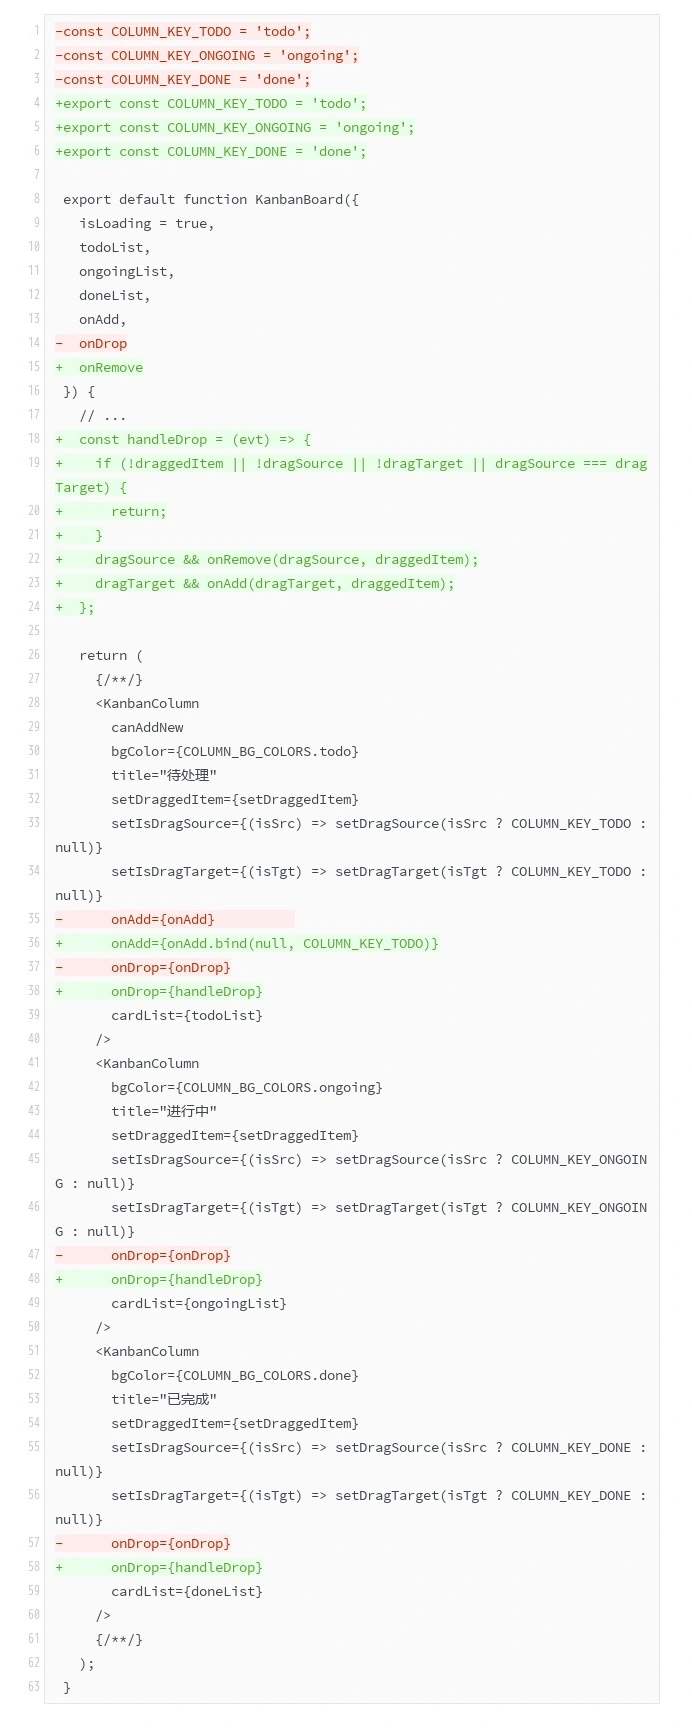 1 -const COLUMN_KEY_TODO = 'todo';
2 -const COLUMN_KEY_ONGOING = 'ongoing';
3 -const COLUMN_KEY_DONE = 'done';
4 +export const COLUMN_KEY_TODO = 'todo';
5 +export const COLUMN_KEY_ONGOING = 'ongoing';
6 +export const COLUMN_KEY_DONE = 'done';
7
8  export default function KanbanBoard({
9    isLoading = true,
10    todoList,
11    ongoingList,
12    doneList,
13    onAdd,
14 -  onDrop
15 +  onRemove
16  }) {
17    // ...
18 +  const handleDrop = (evt) => {
19 +    if (!draggedItem || !dragSource || !dragTarget || dragSource === drag
Target) {
20 +      return;
21 +    }
22 +    dragSource && onRemove(dragSource, draggedItem);
23 +    dragTarget && onAdd(dragTarget, draggedItem);
24 +  };
25
26    return (
27      {/**/}
28      <KanbanColumn
29        canAddNew
30        bgColor={COLUMN_BG_COLORS.todo}
31        title="待处理"
32        setDraggedItem={setDraggedItem}
33        setIsDragSource={(isSrc) => setDragSource(isSrc ? COLUMN_KEY_TODO :
null)}
34        setIsDragTarget={(isTgt) => setDragTarget(isTgt ? COLUMN_KEY_TODO :
null)}
35 -      onAdd={onAdd}
36 +      onAdd={onAdd.bind(null, COLUMN_KEY_TODO)}
37 -      onDrop={onDrop}
38 +      onDrop={handleDrop}
39        cardList={todoList}
40      />
41      <KanbanColumn
42        bgColor={COLUMN_BG_COLORS.ongoing}
43        title="进行中"
44        setDraggedItem={setDraggedItem}
45        setIsDragSource={(isSrc) => setDragSource(isSrc ? COLUMN_KEY_ONGOIN
G : null)}
46        setIsDragTarget={(isTgt) => setDragTarget(isTgt ? COLUMN_KEY_ONGOIN
G : null)}
47 -      onDrop={onDrop}
48 +      onDrop={handleDrop}
49        cardList={ongoingList}
50      />
51      <KanbanColumn
52        bgColor={COLUMN_BG_COLORS.done}
53        title="已完成"
54        setDraggedItem={setDraggedItem}
55        setIsDragSource={(isSrc) => setDragSource(isSrc ? COLUMN_KEY_DONE :
null)}
56        setIsDragTarget={(isTgt) => setDragTarget(isTgt ? COLUMN_KEY_DONE :
null)}
57 -      onDrop={onDrop}
58 +      onDrop={handleDrop}
59        cardList={doneList}
60      />
61      {/**/}
62    );
63  }